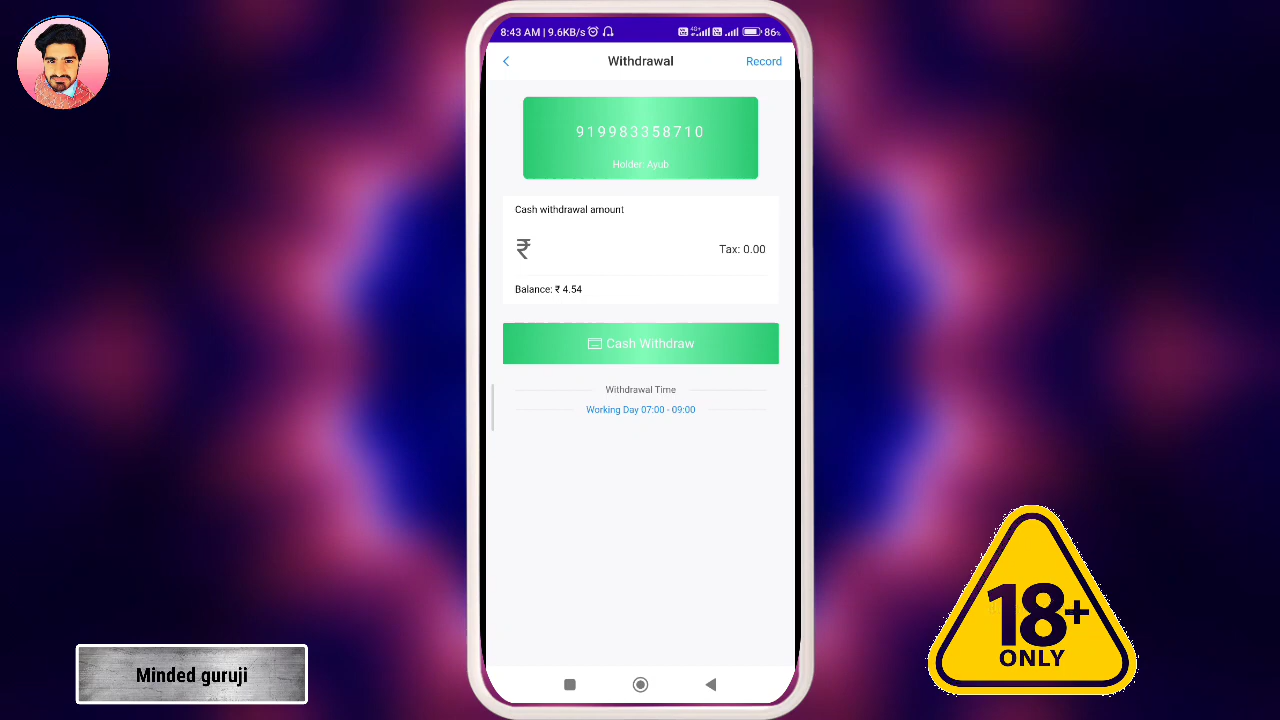 8:43 AM | 9.6KB/s 4G+ 86%
Withdrawal
Record
919983358710
Holder: Ayub
Cash withdrawal amount
₹
Tax: 0.00
Balance: ₹ 4.54
Cash Withdraw
Withdrawal Time
Working Day 07:00 - 09:00
18+
ONLY
Minded guruji